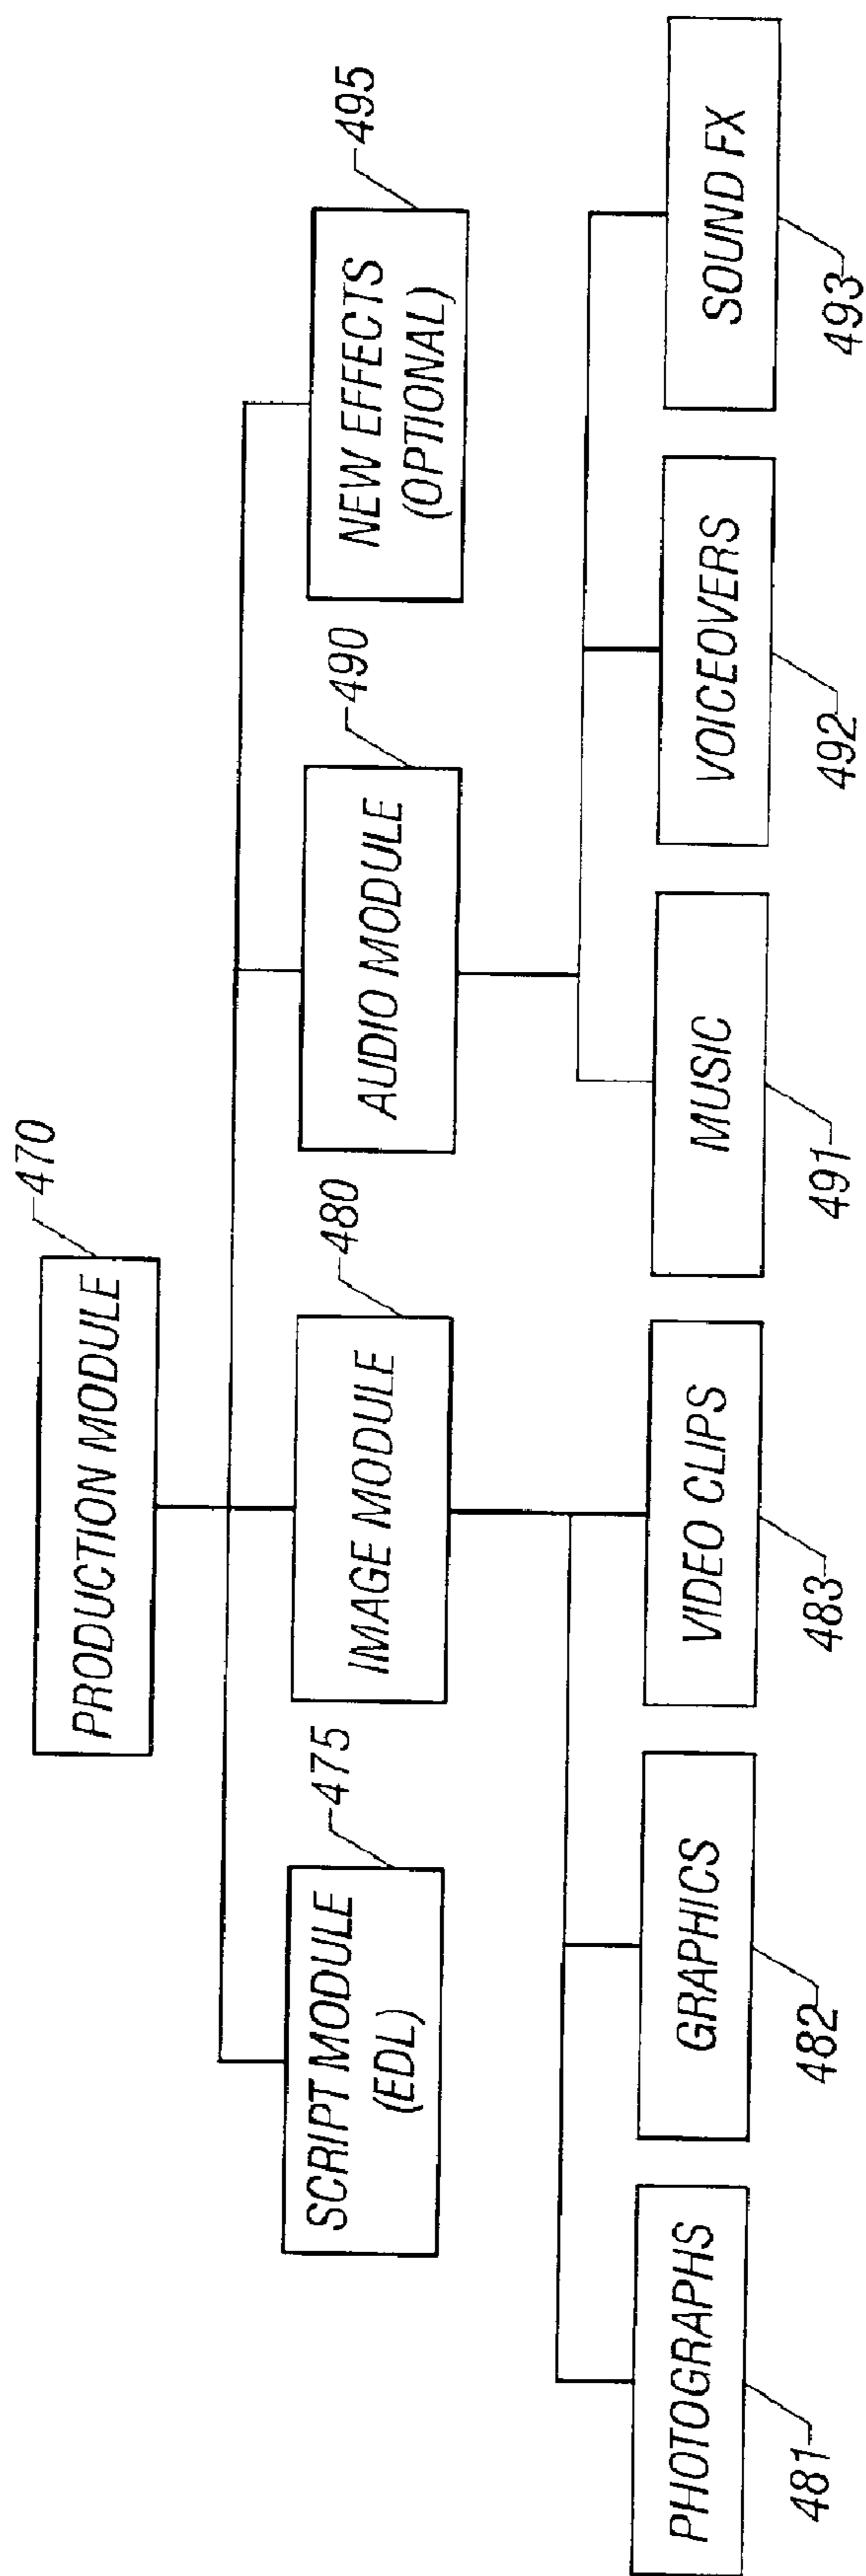 470
PRODUCTION MODULE
475
SCRIPT MODULE
(EDL)
480
IMAGE MODULE
490
AUDIO MODULE
495
NEW EFFECTS
(OPTIONAL)
PHOTOGRAPHS
481
GRAPHICS
482
VIDEO CLIPS
483
MUSIC
491
VOICEOVERS
492
SOUND FX
493